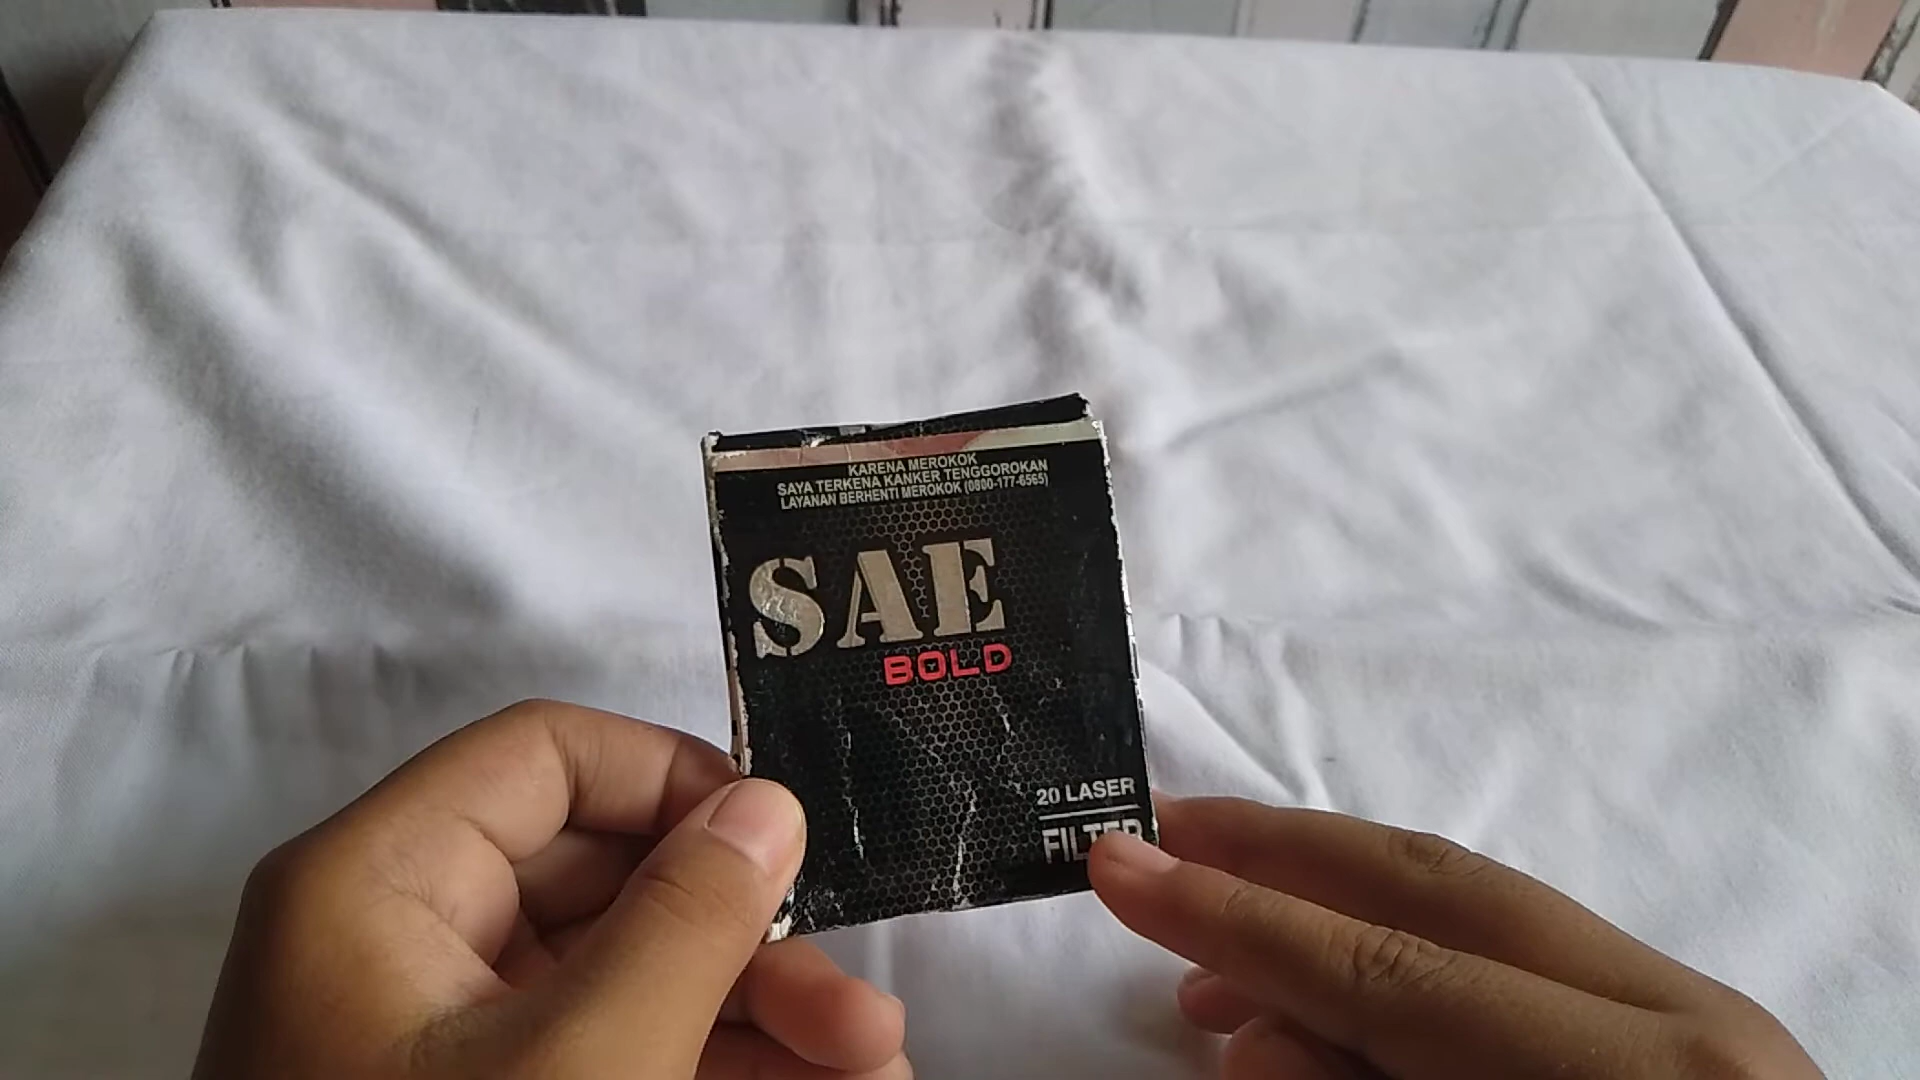 KARENA MEROKOK
SAYA TERKENA KANKER TENGGOROKAN
LAYANAN BERHENTI MEROKOK (0800-177-6565)
SAE
BOLD
20 LASER
FILTER